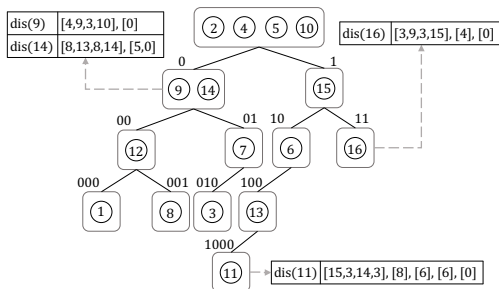 dis(9) [4,9,3,10], [0]
dis(14) [8,13,8,14], [5,0]
2 4 5 10
dis(16) [3,9,3,15], [4], [0]
0 1
9 14 15
00 01 10 11
12 7 6 16
000 001 010 100
1 8 3 13
1000
11
dis(11) [15,3,14,3], [8], [6], [6], [0]